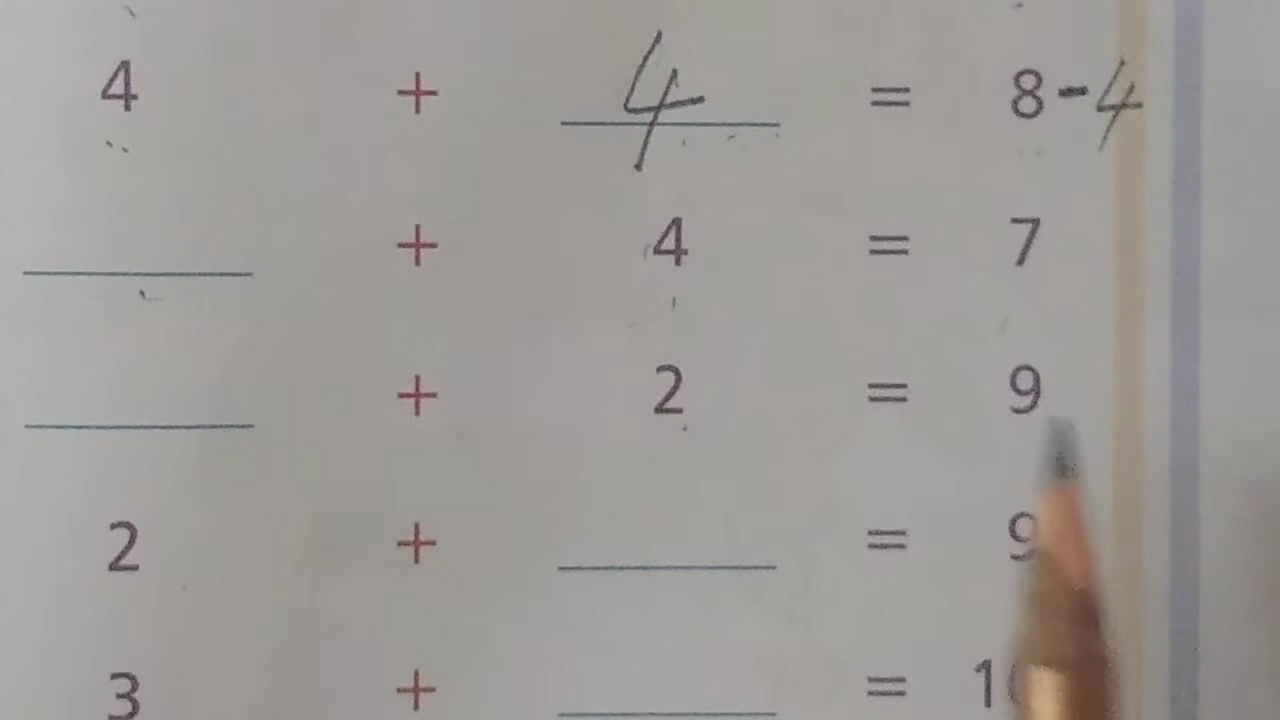 4 + 4 = 8-4
+ 4 = 7
+ 2 = 9
2 + = 9
3 + =